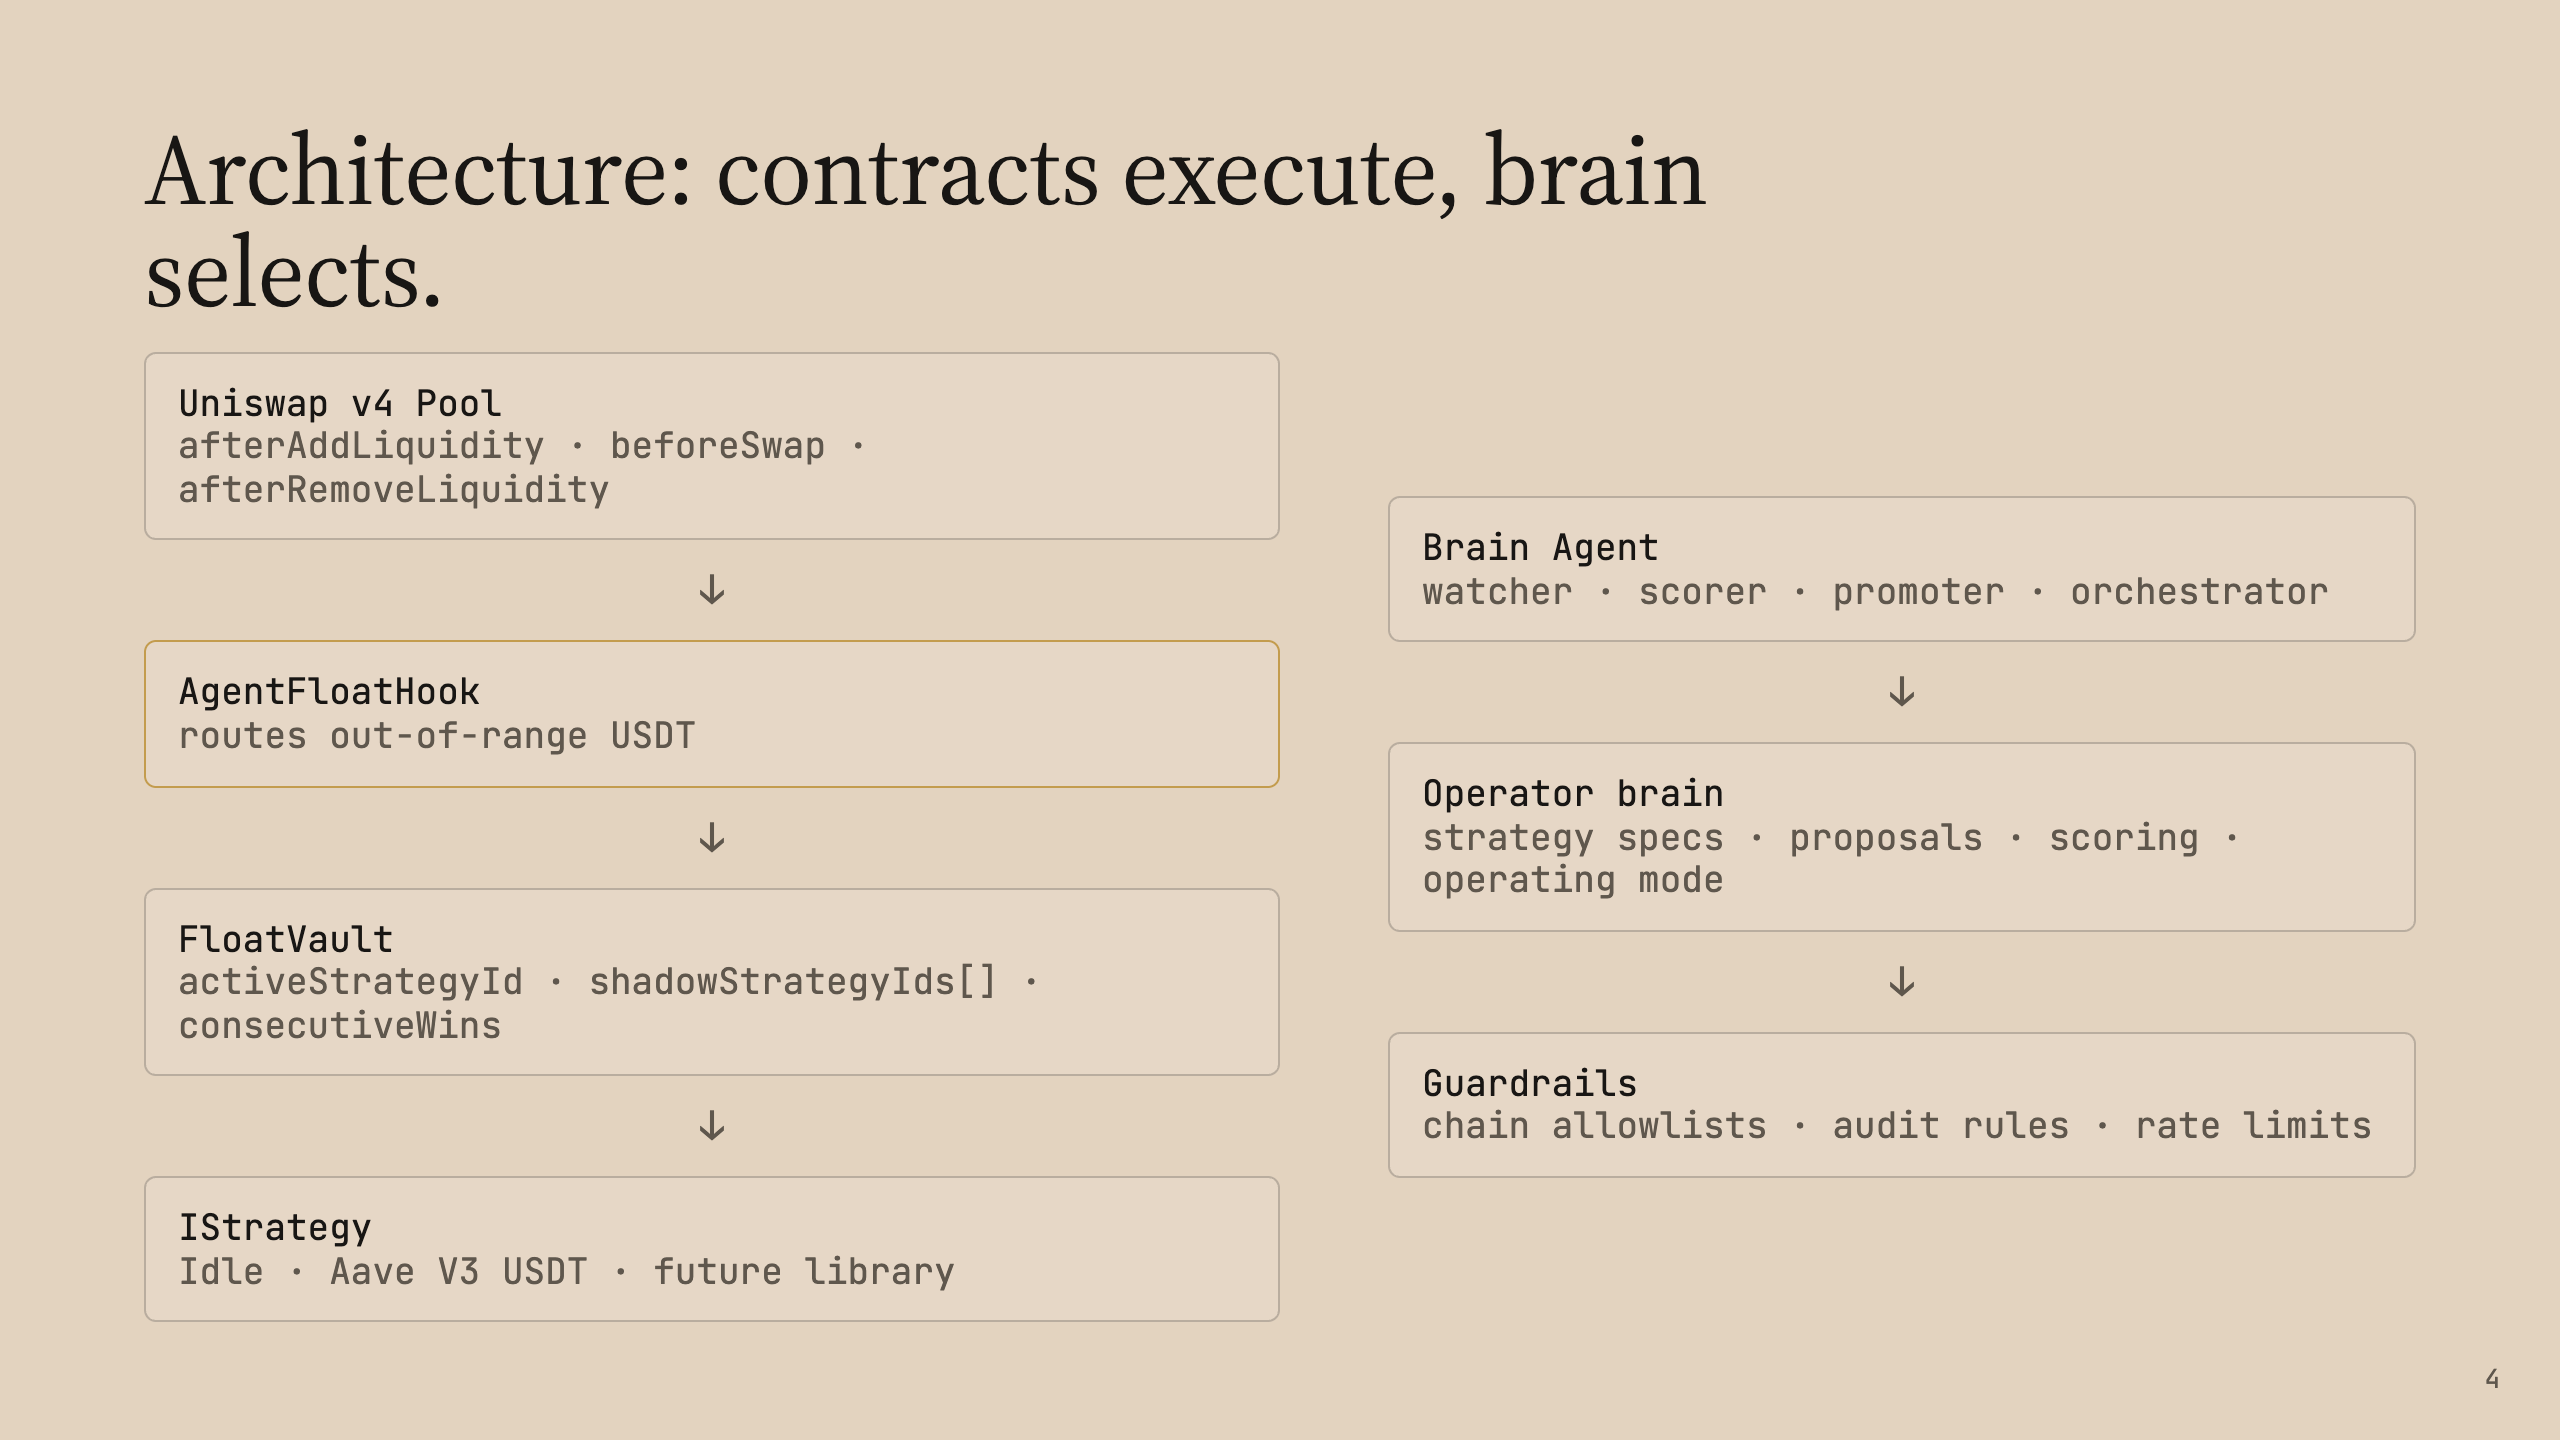 Architecture: contracts execute, brain
selects.
Uniswap v4 Pool
afterAddLiquidity · beforeSwap ·
afterRemoveLiquidity
↓
AgentFloatHook
routes out-of-range USDT
↓
FloatVault
activeStrategyId · shadowStrategyIds[] ·
consecutiveWins
↓
IStrategy
Idle · Aave V3 USDT · future library
Brain Agent
watcher · scorer · promoter · orchestrator
↓
Operator brain
strategy specs · proposals · scoring ·
operating mode
↓
Guardrails
chain allowlists · audit rules · rate limits
4